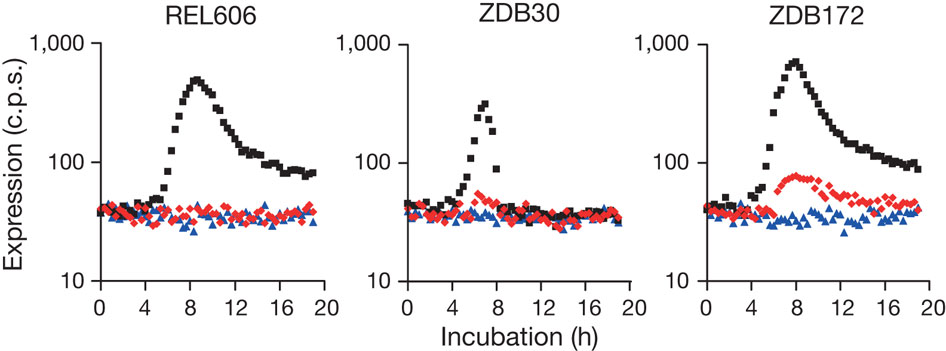 REL606 ZDB30 ZDB172
Expression (c.p.s.)
1,000 1,000 1,000
100 100 100
10 10 10
0 4 8 12 16 20 0 4 8 12 16 20 0 4 8 12 16 20
Incubation (h)